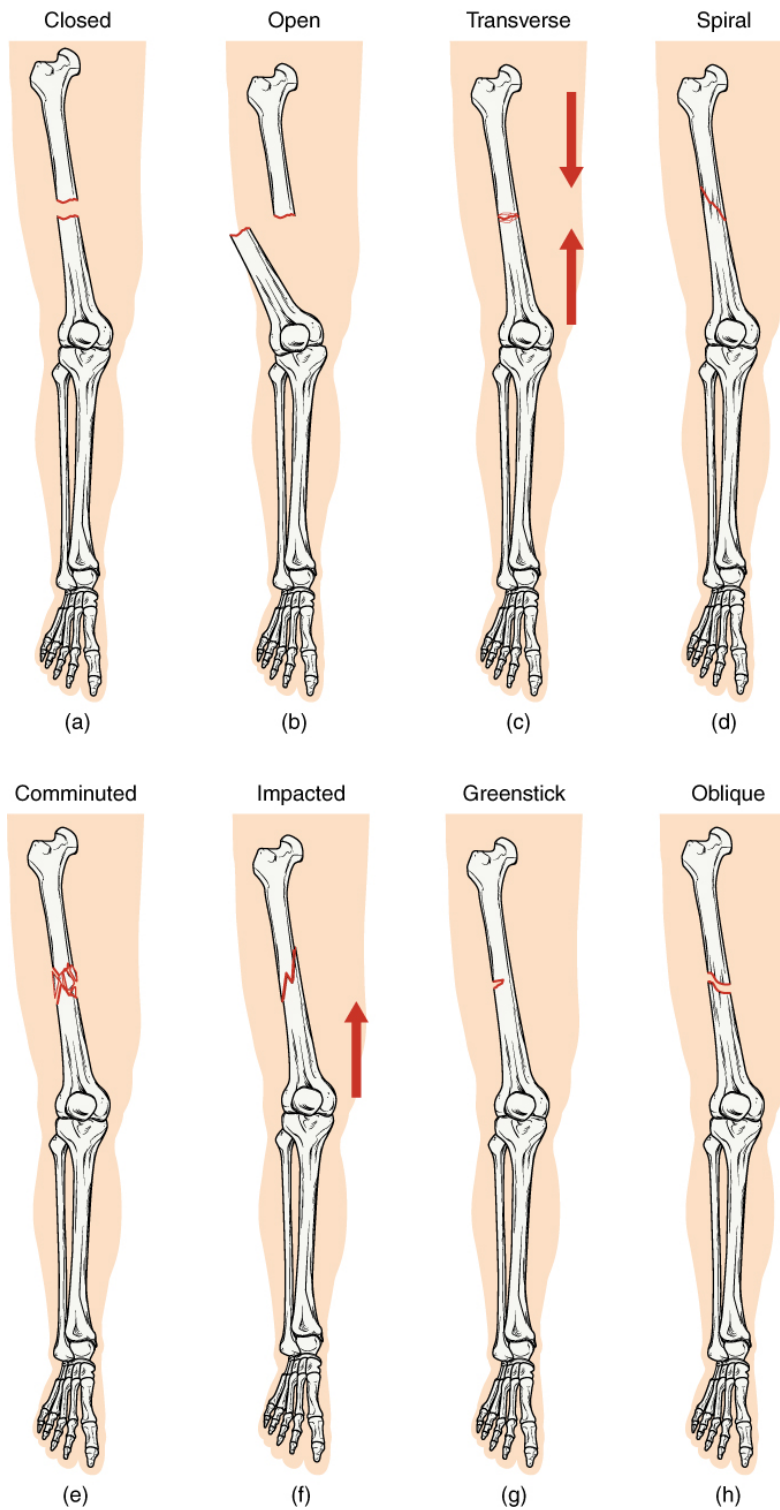 Closed
Open
Transverse
Spiral
(a)
(b)
(c)
(d)
Comminuted
Impacted
Greenstick
Oblique
(e)
(f)
(g)
(h)